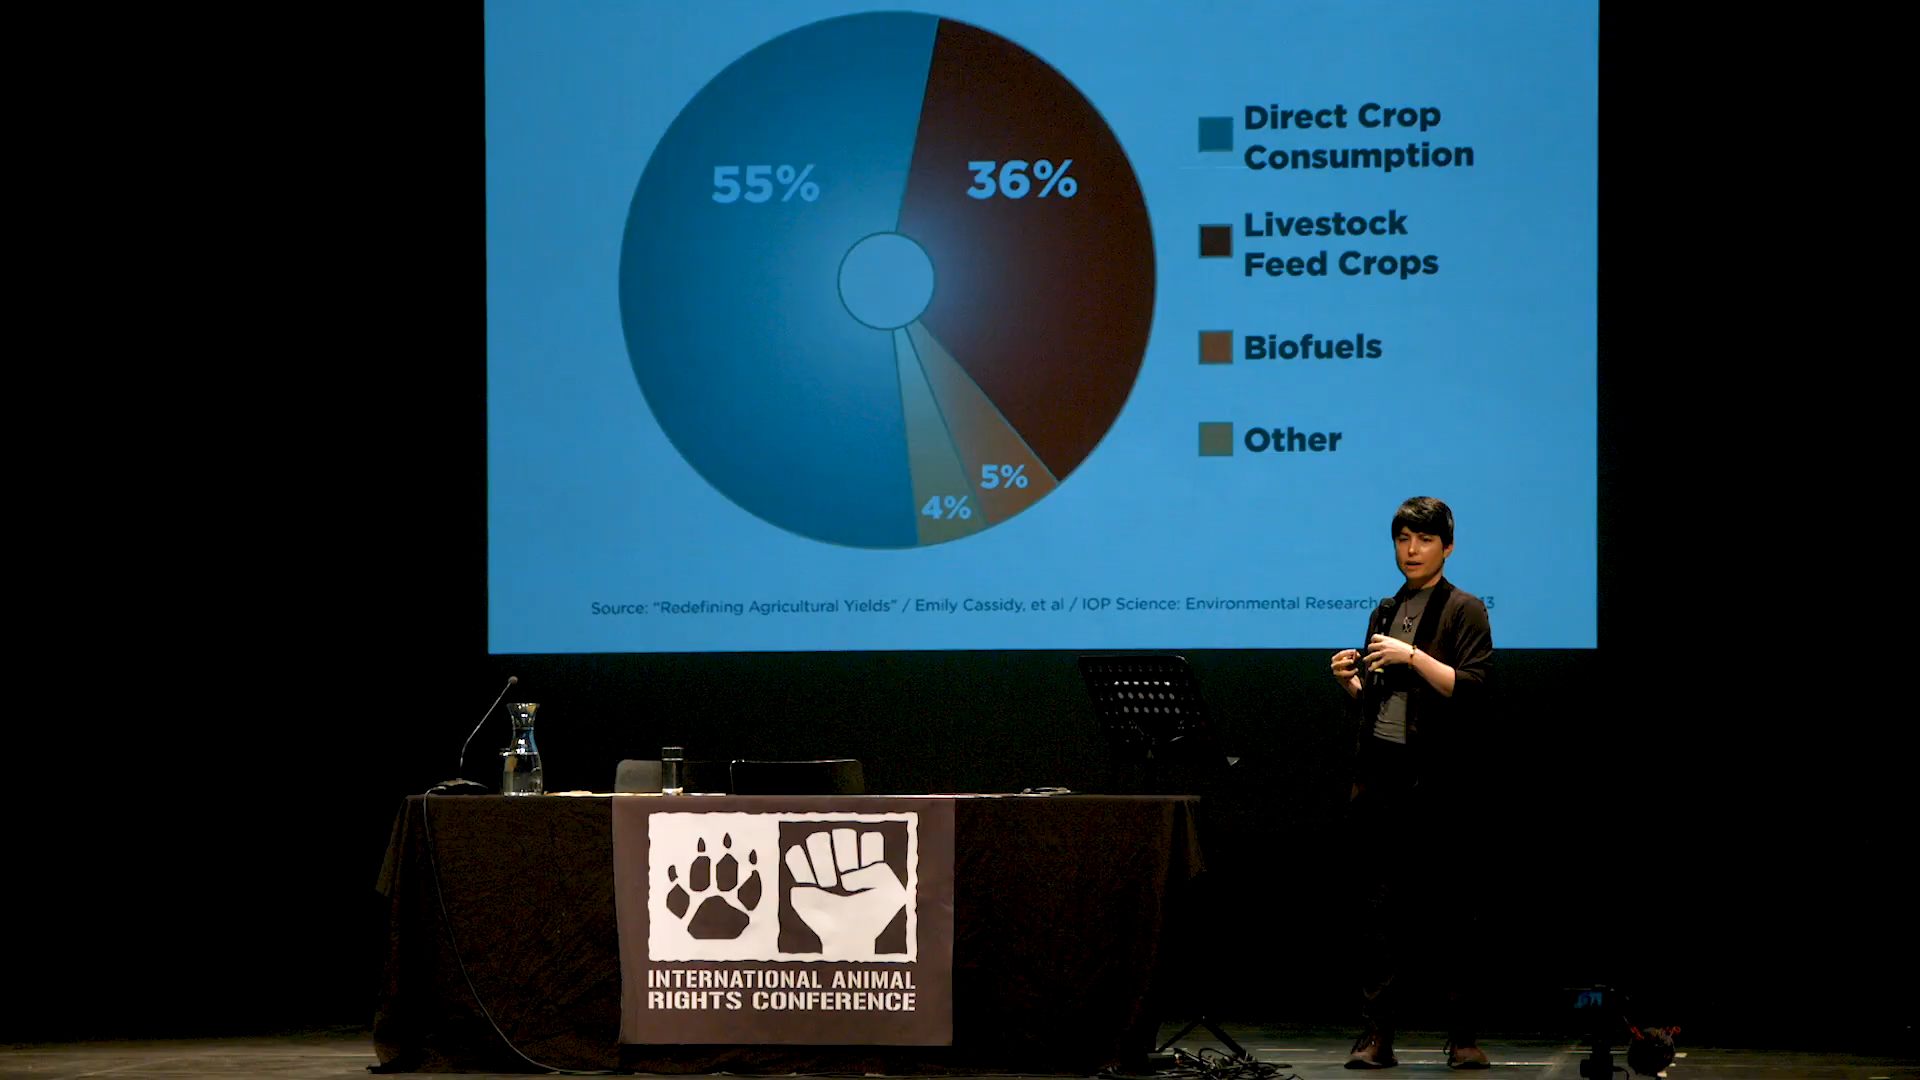 55%
36%
5%
4%
Direct Crop
Consumption
Livestock
Feed Crops
Biofuels
Other
Source: "Redefining Agricultural Yields" / Emily Cassidy, et al / IOP Science: Environmental Research
INTERNATIONAL ANIMAL
RIGHTS CONFERENCE